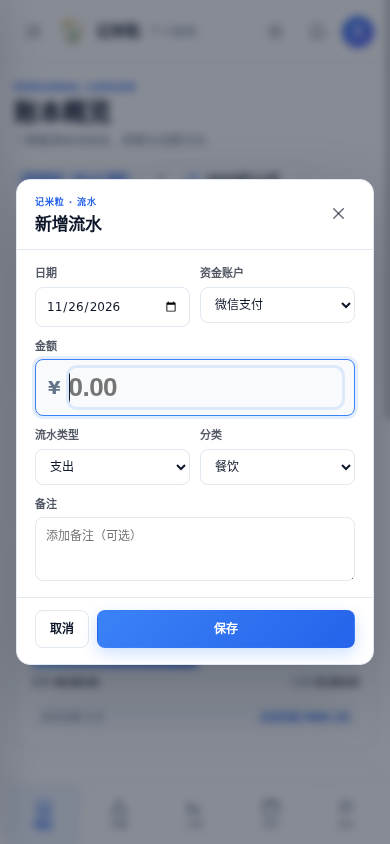 记米粒 · 流水
新增流水
日期
资金账户
11/26/2026
微信支付
金额
¥ 0.00
流水类型
分类
支出
餐饮
备注
添加备注（可选）
取消
保存